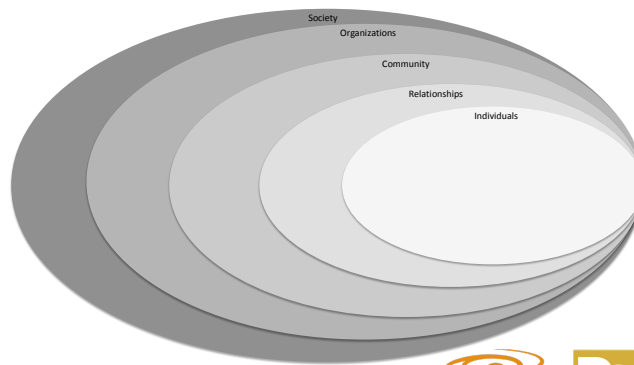 Society
Organizations
Community
Relationships
Individuals